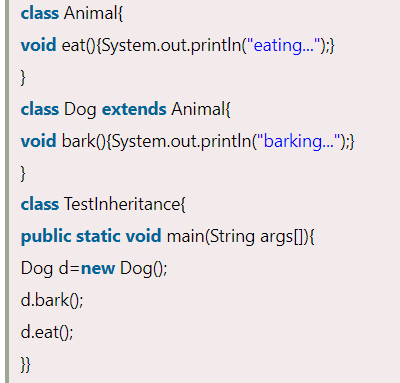 class Animal{
void eat(){System.out.println("eating...");}
}
class Dog extends Animal{
void bark(){System.out.println("barking...");}
}
class TestInheritance{
public static void main(String args[]){
Dog d=new Dog();
d.bark();
d.eat();
}}